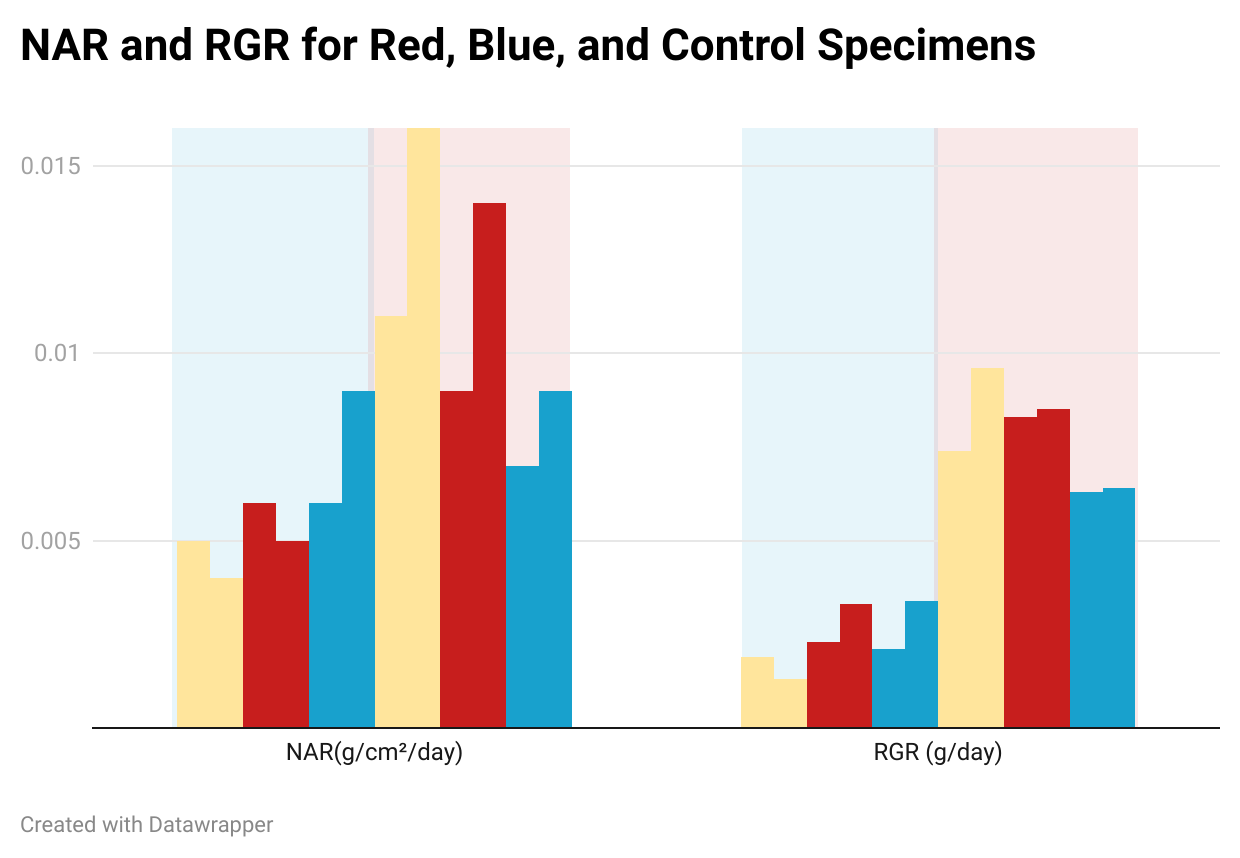 NAR and RGR for Red, Blue, and Control Specimens
0.015
0.01
0.005
NAR(g/cm²/day)
RGR (g/day)
Created with Datawrapper